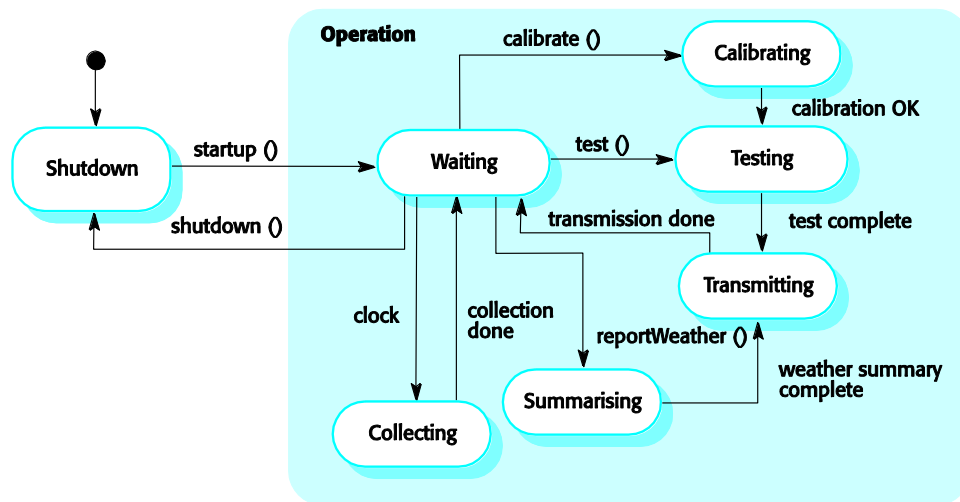 Operation
calibrate ()
Calibrating
calibration OK
Shutdown
startup ()
Waiting
test ()
Testing
shutdown ()
transmission done
test complete
Transmitting
clock
collection
done
reportWeather ()
weather summary
complete
Summarising
Collecting